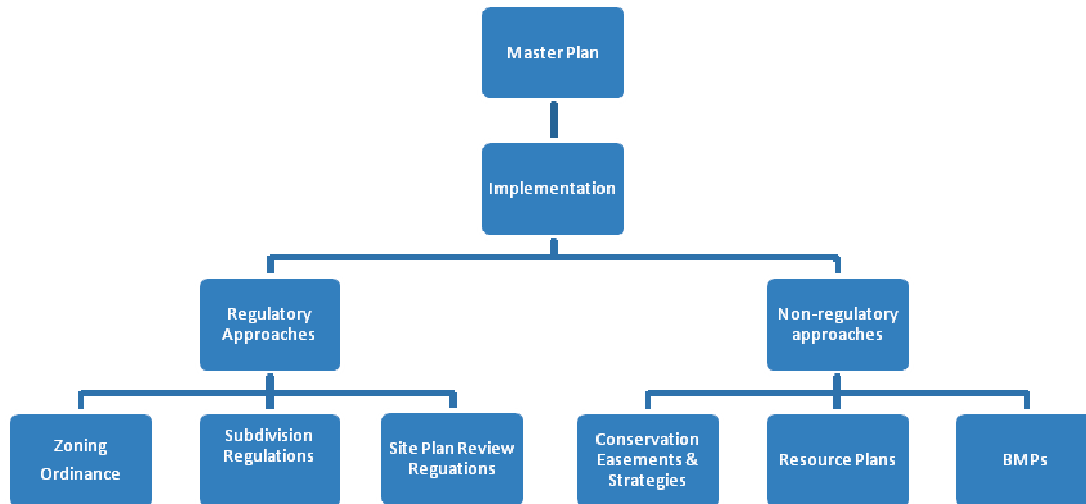 Master Plan
Implementation
Regulatory
Approaches
Non-regulatory
approaches
Zoning
Ordinance
Subdivision
Regulations
Site Plan Review
Reguations
Conservation
Easements &
Strategies
Resource Plans
BMPs